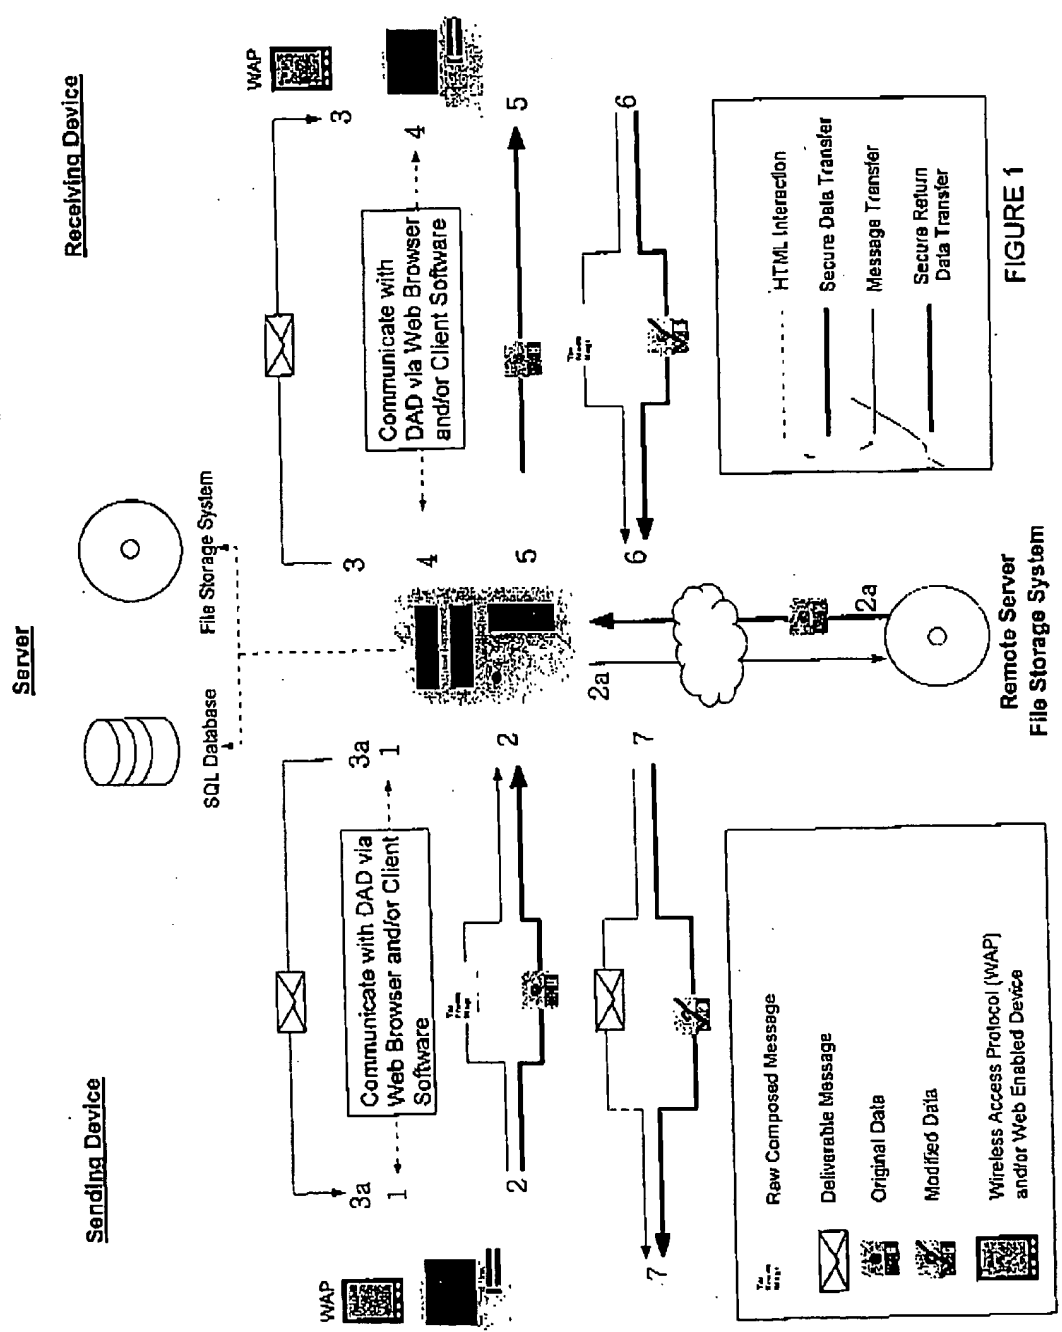 Sending Device
Server
Receiving Device
SQL Database
File Storage System
WAP
WAP
3a
3a
3
3
1
Communicate with DAD via
Web Browser and/or Client
Software
1
4
Communicate with
DAD via Web Browser
and/or Client Software
4
2
2
5
5
7
7
6
6
2a
2a
Remote Server
File Storage System
Raw Composed Message
Deliverable Message
Original Data
Modified Data
Wireless Access Protocol (WAP)
and/or Web Enabled Device
HTML Interaction
Secure Data Transfer
Message Transfer
Secure Return
Data Transfer
FIGURE 1